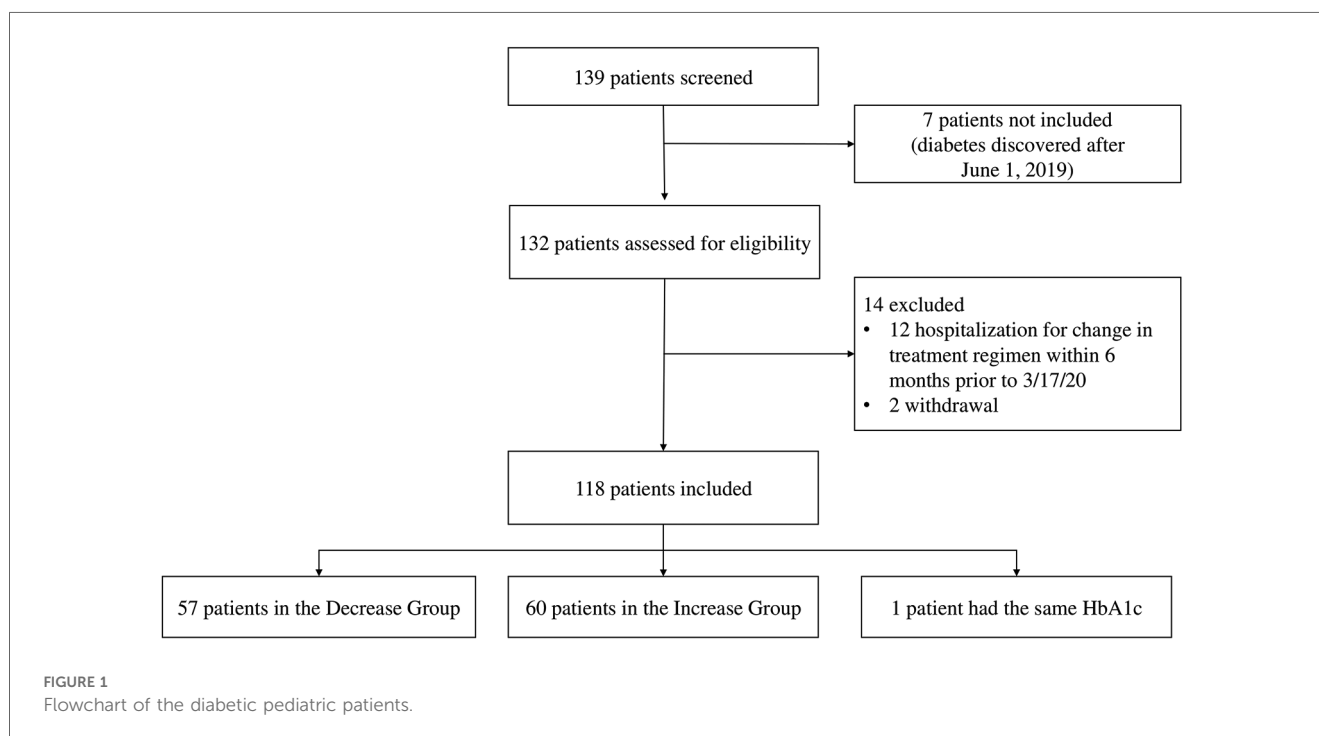 139 patients screened
7 patients not included
(diabetes discovered after
June 1, 2019)
132 patients assessed for eligibility
14 excluded
• 12 hospitalization for change in
treatment regimen within 6
months prior to 3/17/20
• 2 withdrawal
118 patients included
57 patients in the Decrease Group
60 patients in the Increase Group
1 patient had the same HbA1c
FIGURE 1
Flowchart of the diabetic pediatric patients.